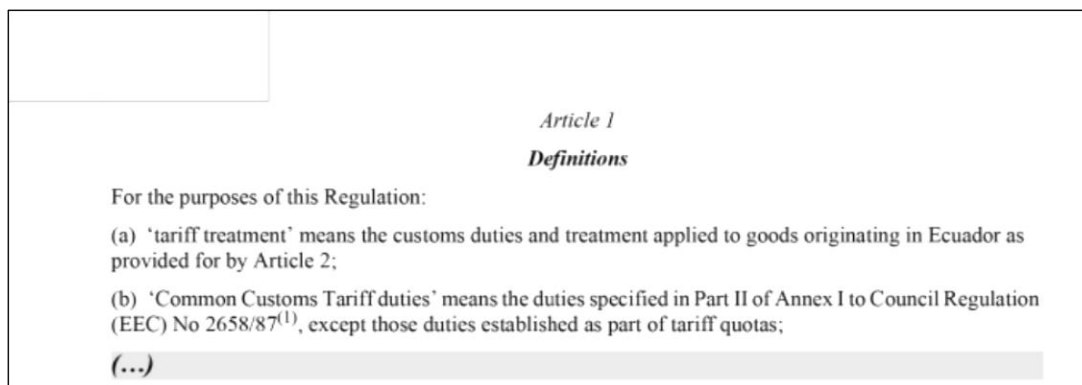 Article 1
Definitions
For the purposes of this Regulation:
(a) ‘tariff treatment’ means the customs duties and treatment applied to goods originating in Ecuador as
provided for by Article 2;
(b) ‘Common Customs Tariff duties’ means the duties specified in Part II of Annex I to Council Regulation
(EEC) No 2658/87(1), except those duties established as part of tariff quotas;
(...)